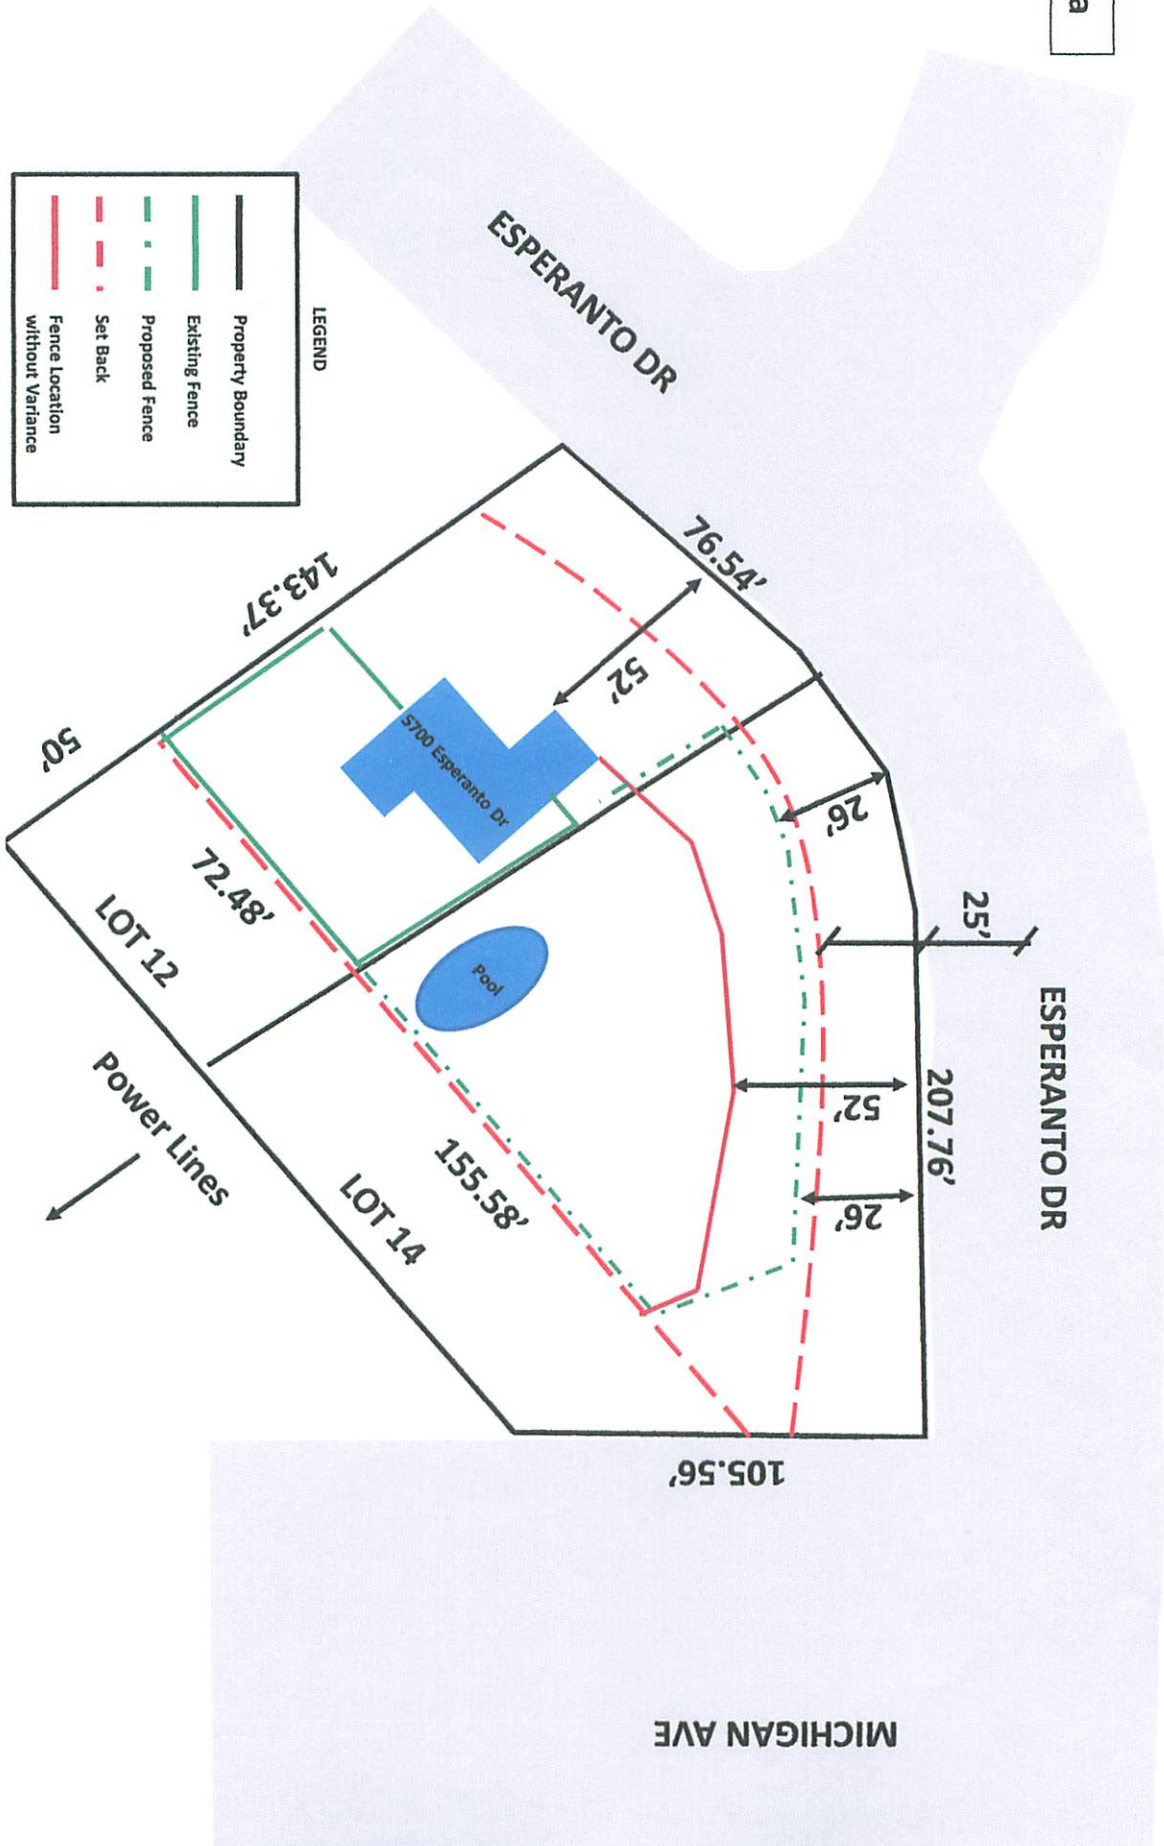 a
ESPERANTO DR
76.54’
52’
26’
25’
ESPERANTO DR
207.76’
52’
26’
143.37’
50’
5700 Esperanto Dr
Pool
72.48’
155.58’
LOT 12
LOT 14
Power Lines
105.56’
MICHIGAN AVE
LEGEND
Property Boundary
Existing Fence
Proposed Fence
Set Back
Fence Location
without Variance